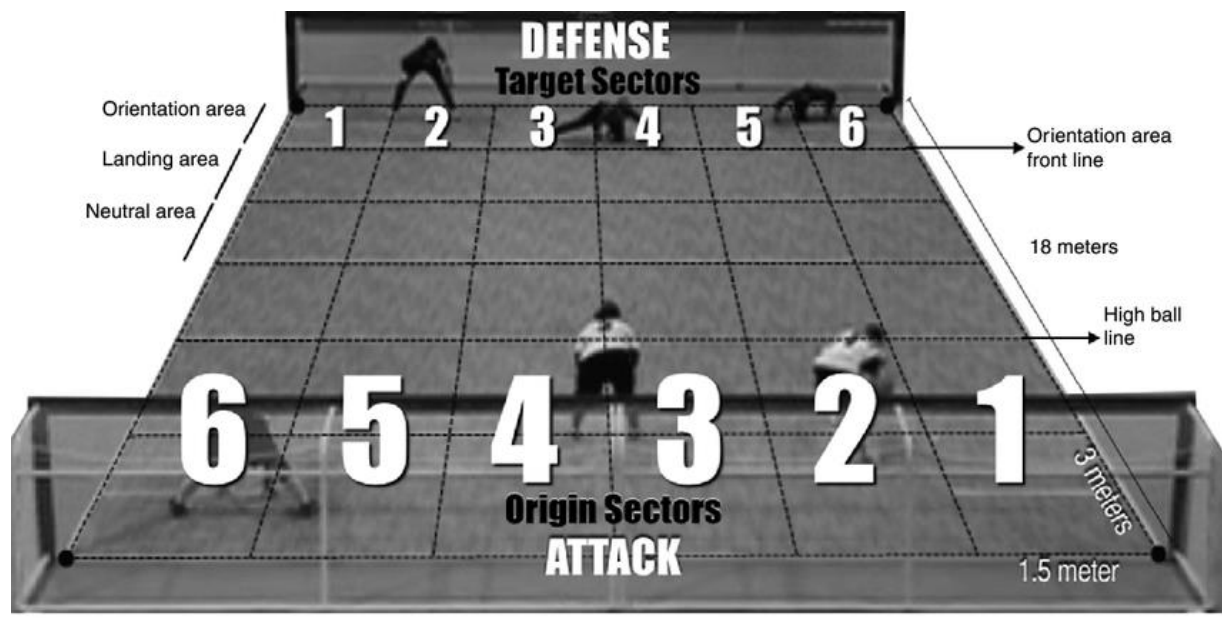 DEFENSE
Target Sectors
Orientation area
1 2 3 4 5 6
Orientation area
front line
Landing area
Neutral area
18 meters
High ball
line
6 5 4 3 2 1
3 meters
Origin Sectors
ATTACK
1.5 meter